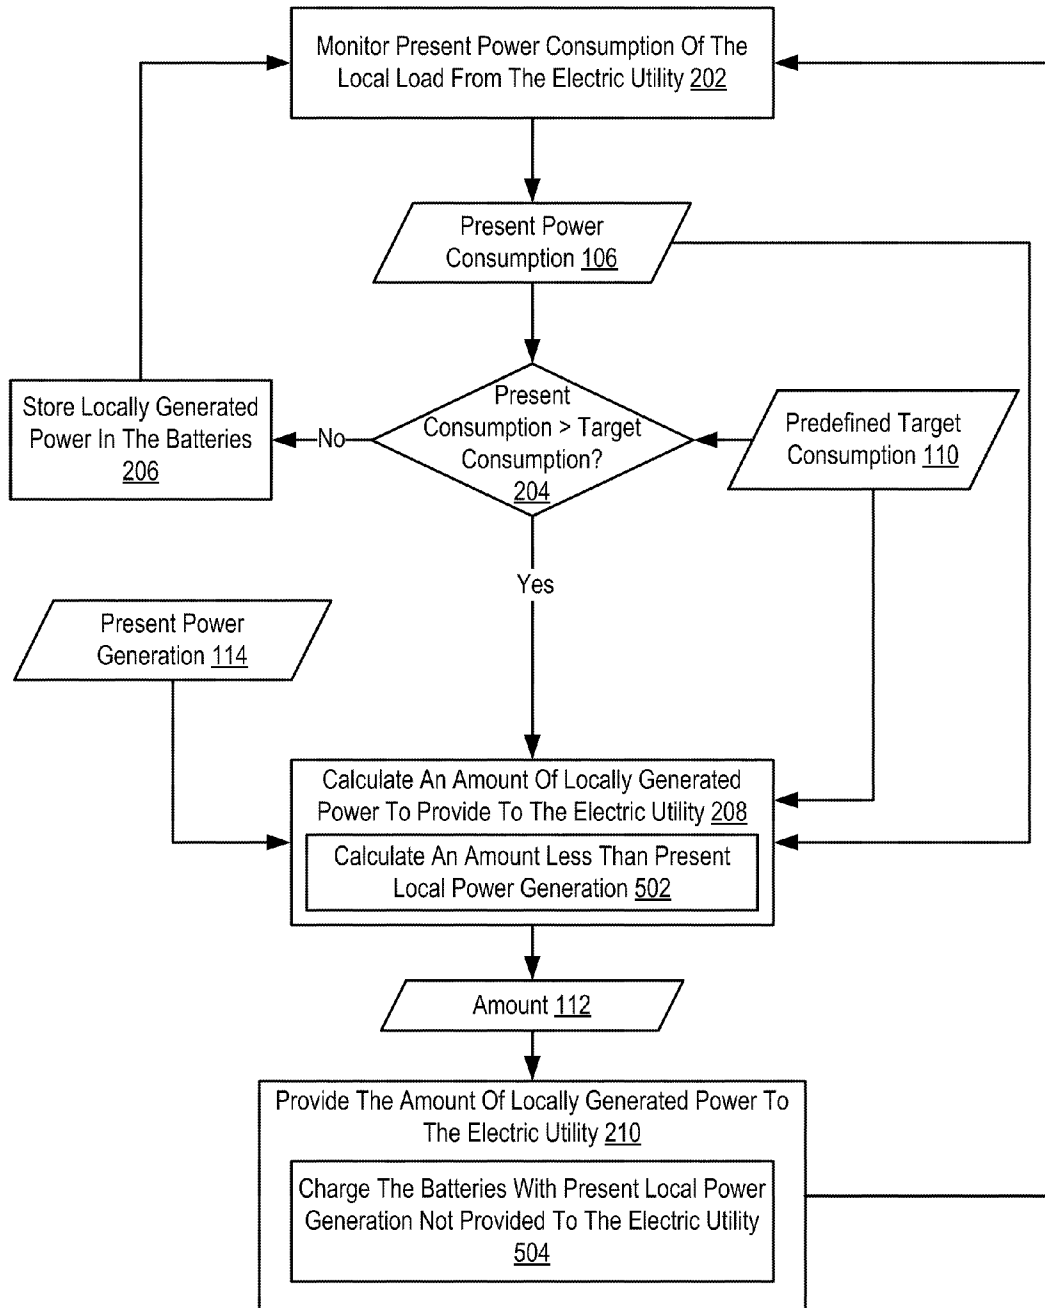 Monitor Present Power Consumption Of The
Local Load From The Electric Utility 202
Present Power
Consumption 106
Present
Consumption > Target
Consumption?
204
No
Store Locally Generated
Power In The Batteries
206
Predefined Target
Consumption 110
Yes
Present Power
Generation 114
Calculate An Amount Of Locally Generated
Power To Provide To The Electric Utility 208
Calculate An Amount Less Than Present
Local Power Generation 502
Amount 112
Provide The Amount Of Locally Generated Power To
The Electric Utility 210
Charge The Batteries With Present Local Power
Generation Not Provided To The Electric Utility
504